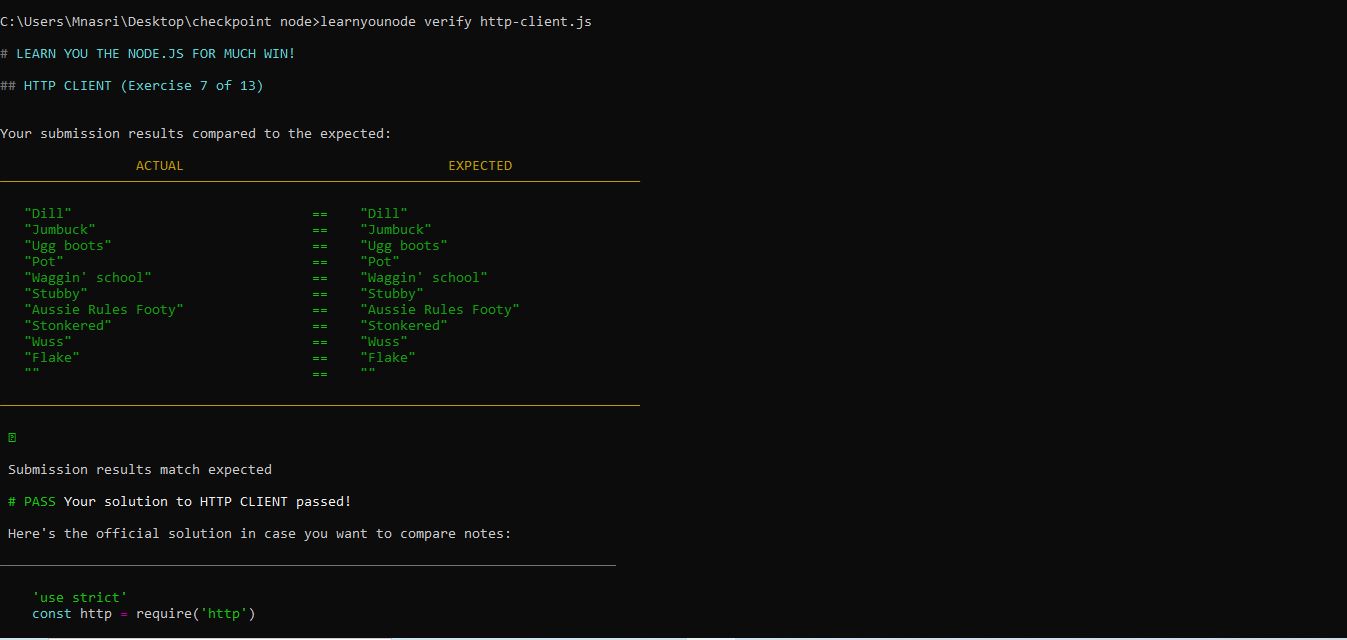 C:\Users\Mnasri\Desktop\checkpoint node>learnyounode verify http-client.js
# LEARN YOU THE NODE.JS FOR MUCH WIN!
## HTTP CLIENT (Exercise 7 of 13)
Your submission results compared to the expected:
ACTUAL EXPECTED
"Dill" == "Dill"
"Jumbuck" == "Jumbuck"
"Ugg boots" == "Ugg boots"
"Pot" == "Pot"
"Waggin' school" == "Waggin' school"
"Stubby" == "Stubby"
"Aussie Rules Footy" == "Aussie Rules Footy"
"Stonkered" == "Stonkered"
"Wuss" == "Wuss"
"Flake" == "Flake"
"" == ""
Submission results match expected
# PASS Your solution to HTTP CLIENT passed!
Here's the official solution in case you want to compare notes:
'use strict'
const http = require('http')